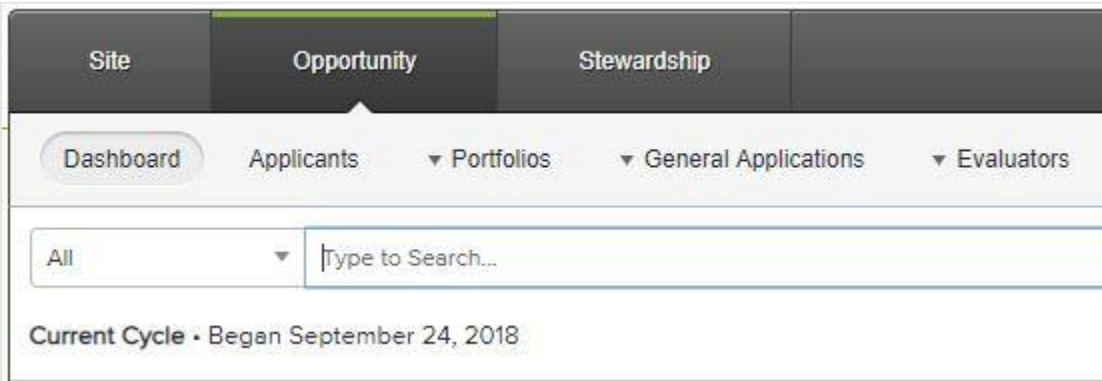 Site Opportunity Stewardship
Dashboard Applicants Portfolios General Applications Evaluators
All Type to Search...
Current Cycle • Began September 24, 2018